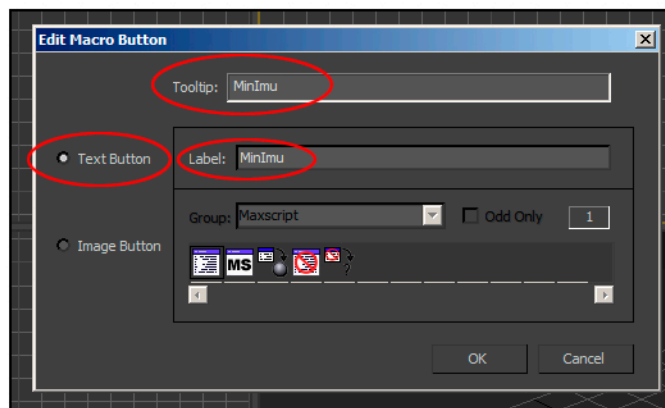 Edit Macro Button
Tooltip: MinImu
Text Button
Label: MinImu
Group: Maxscript Odd Only 1
Image Button
MS
?
OK Cancel